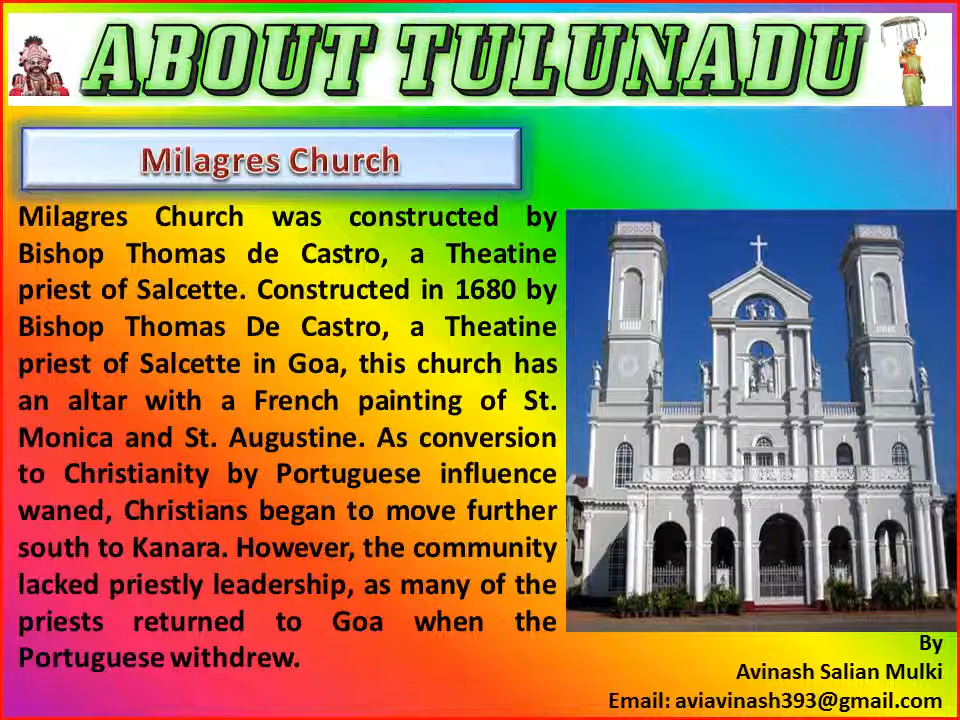 ABOUT TULUNADU
Milagres Church
Milagres Church was constructed by
Bishop Thomas de Castro, a Theatine
priest of Salcette. Constructed in 1680 by
Bishop Thomas De Castro, a Theatine
priest of Salcette in Goa, this church has
an altar with a French painting of St.
Monica and St. Augustine. As conversion
to Christianity by Portuguese influence
waned, Christians began to move further
south to Kanara. However, the community
lacked priestly leadership, as many of the
priests returned to Goa when the
Portuguese withdrew.
By
Avinash Salian Mulki
Email: aviavinash393@gmail.com